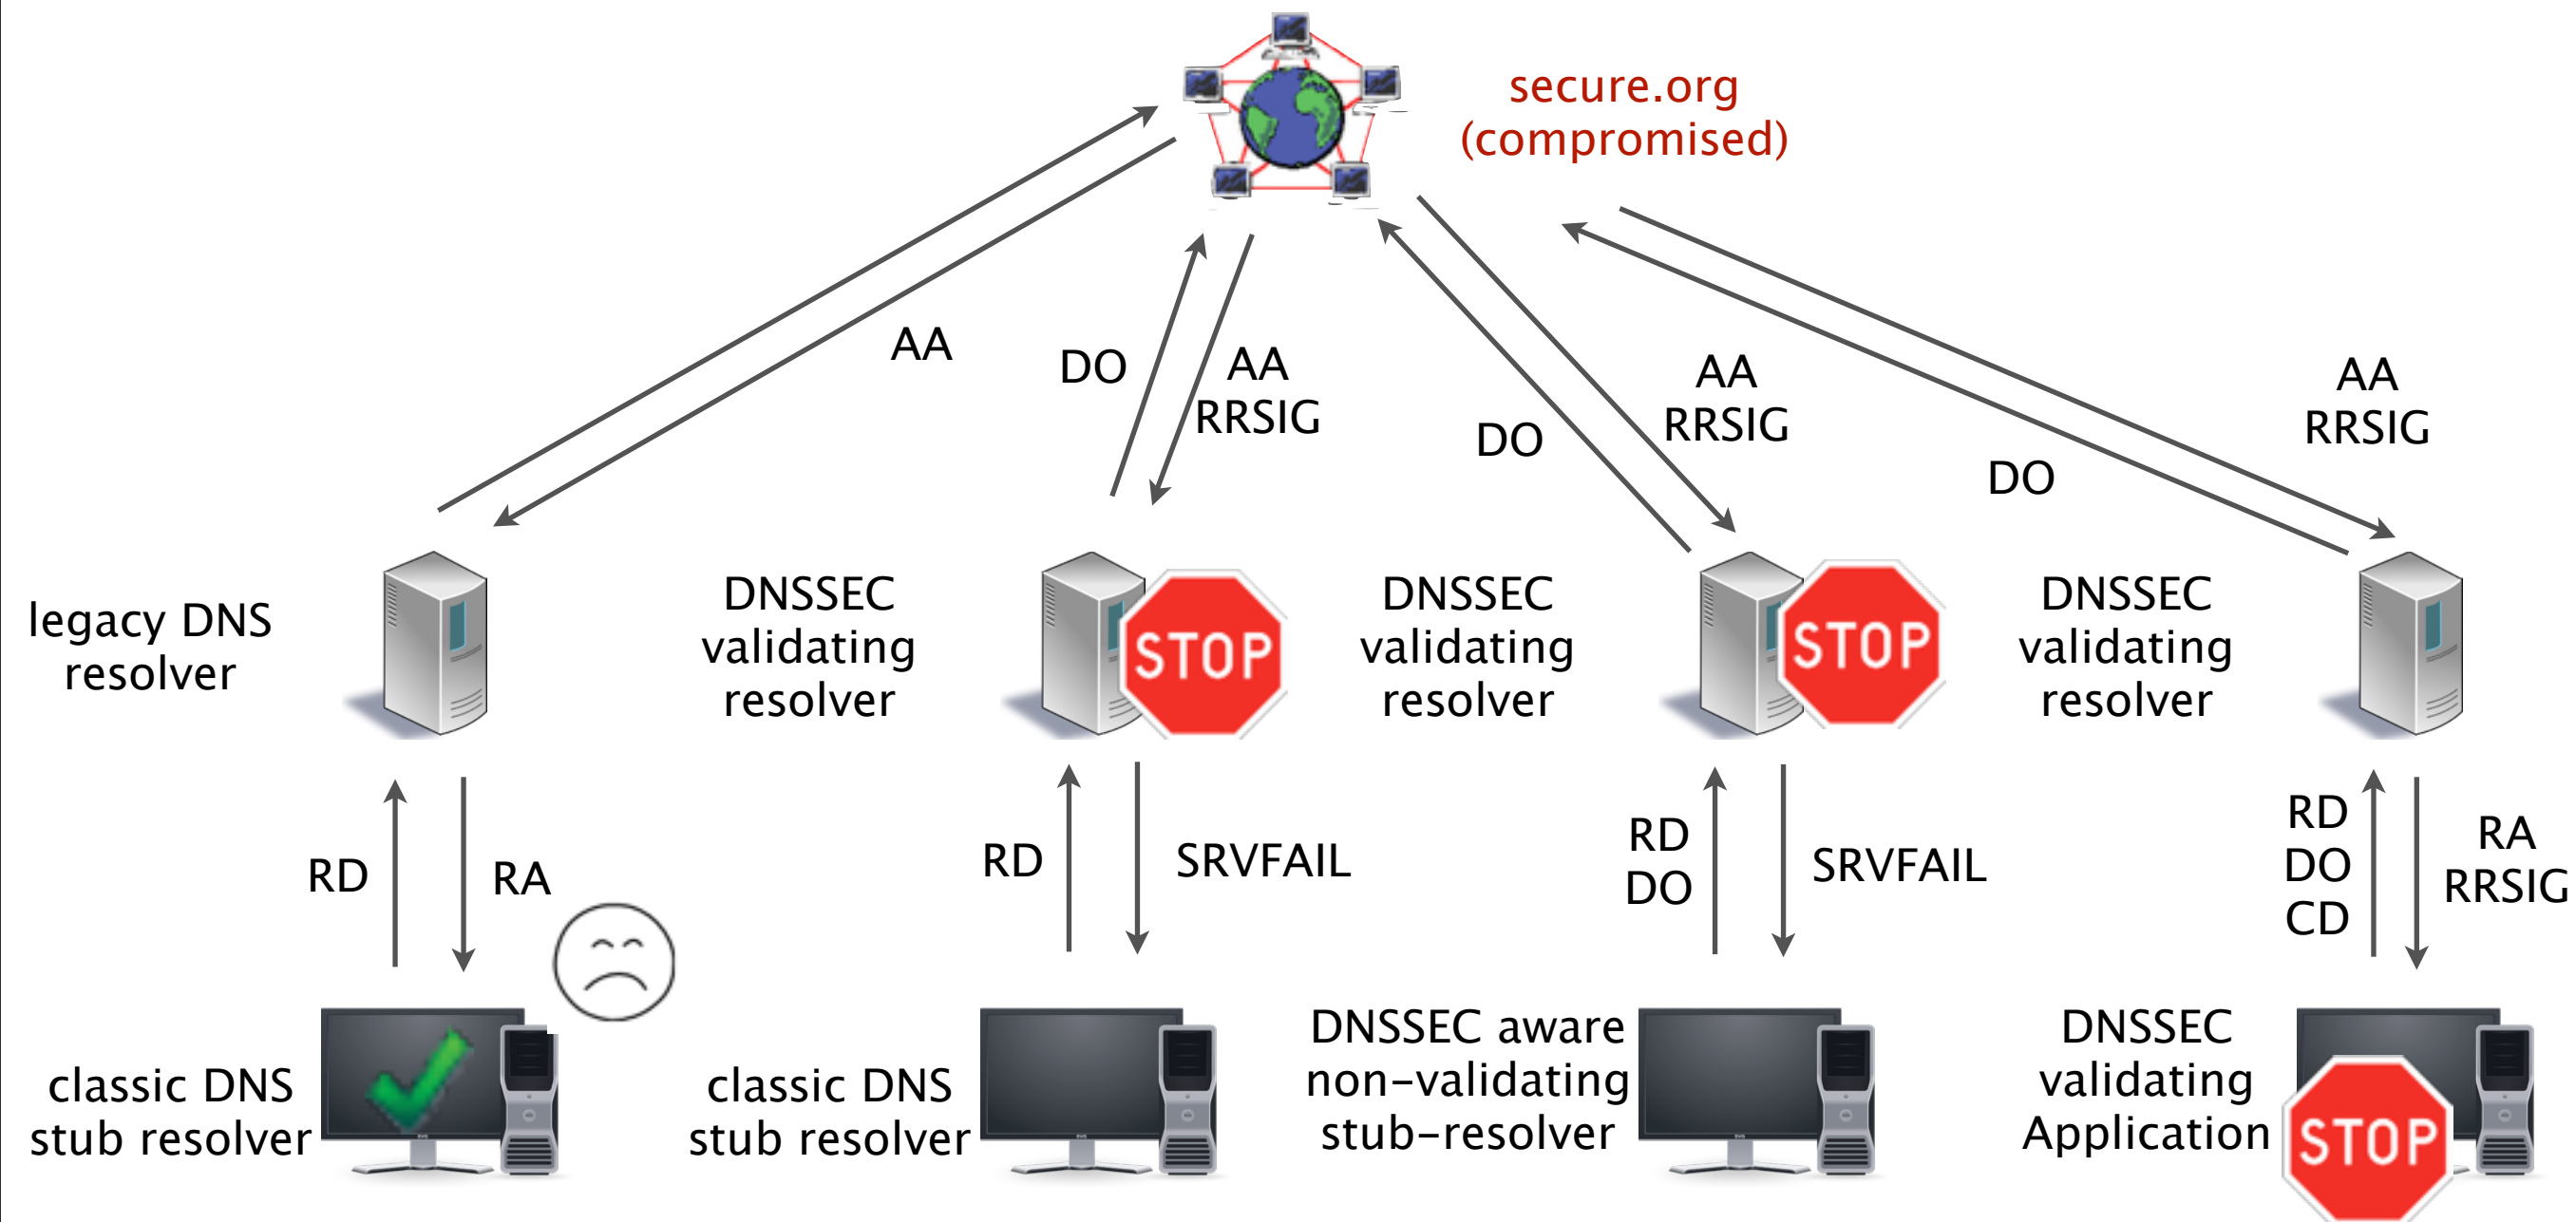 secure.org
(compromised)
AA
DO
AA
RRSIG
DO
AA
RRSIG
DO
AA
RRSIG
legacy DNS
resolver
DNSSEC
validating
resolver
STOP
DNSSEC
validating
resolver
STOP
DNSSEC
validating
resolver
RD
RA
RD
SRVFAIL
RD
DO
SRVFAIL
RD
DO
CD
RA
RRSIG
classic DNS
stub resolver
classic DNS
stub resolver
DNSSEC aware
non-validating
stub-resolver
DNSSEC
validating
Application
STOP